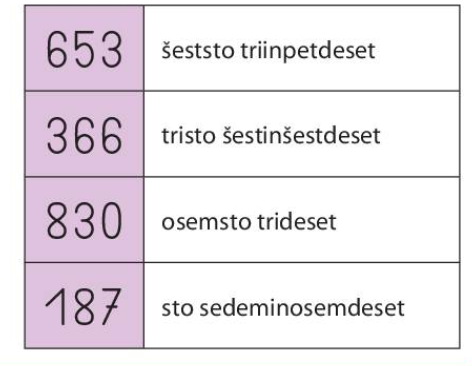 653 šeststo triinpetdeset
366 tristo šestinšestdeset
830 osemsto trideset
187 sto sedeminosemdeset